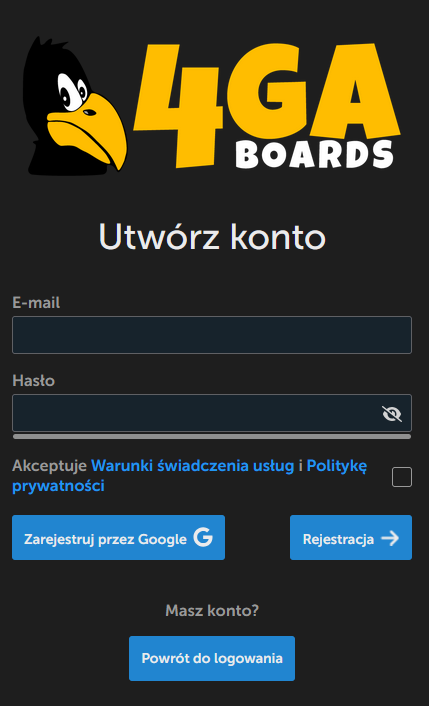 4GA
BOARDS
Utwórz konto
E-mail
Hasło
Akceptuje Warunki świadczenia usług i Politykę
prywatności
Zarejestruj przez Google G
Rejestracja
Masz konto?
Powrót do logowania